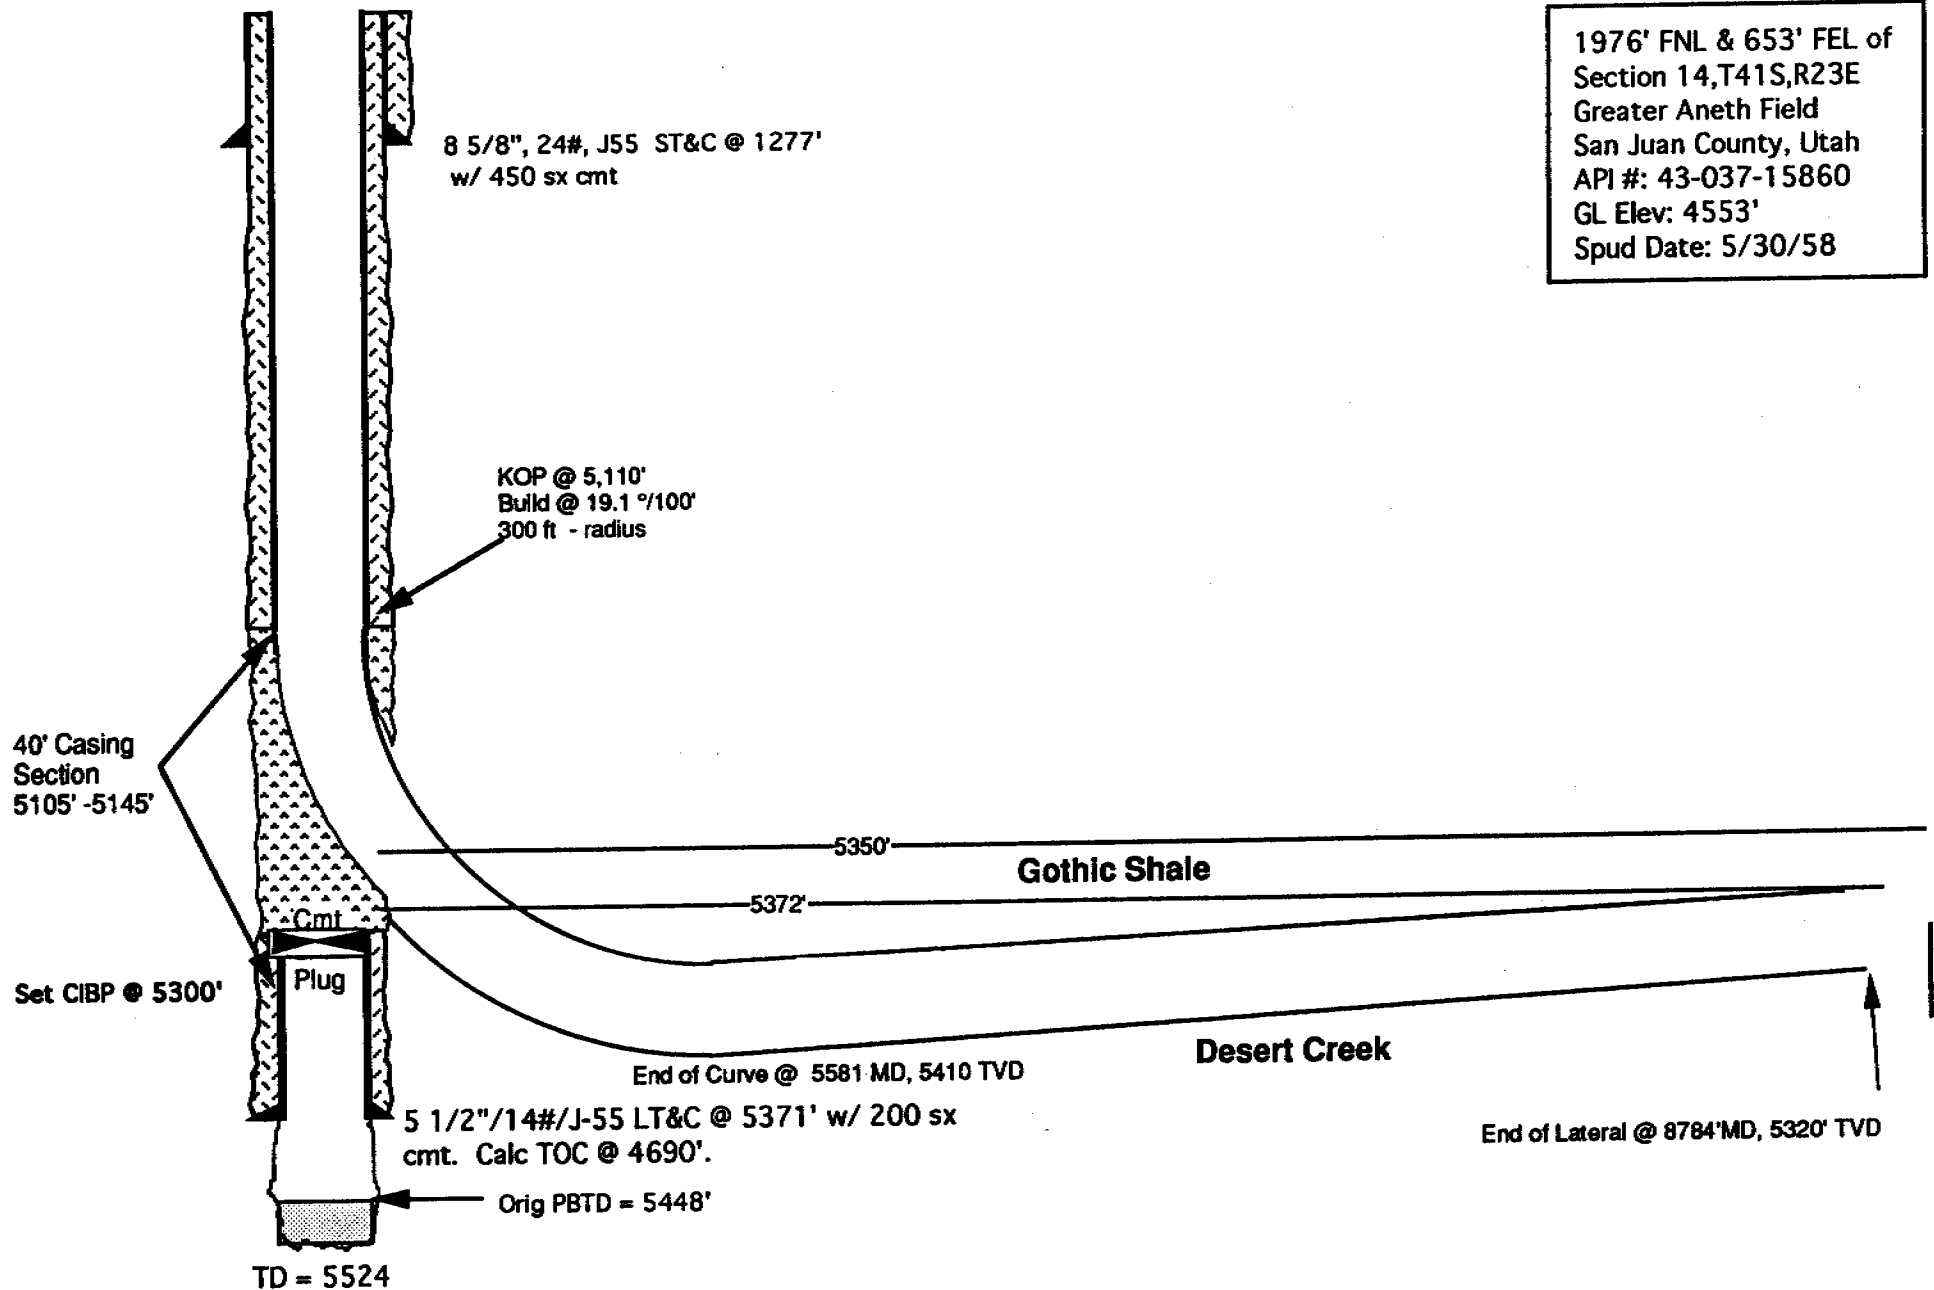 1976' FNL & 653' FEL of
Section 14,T41S,R23E
Greater Aneth Field
San Juan County, Utah
API #: 43-037-15860
GL Elev: 4553'
Spud Date: 5/30/58
8 5/8", 24#, J55 ST&C @ 1277'
w/ 450 sx cmt
KOP @ 5,110'
Build @ 19.1 º/100'
300 ft - radius
40' Casing
Section
5105' -5145'
5350'
Gothic Shale
5372'
Cmt
Plug
Set CIBP @ 5300'
Desert Creek
End of Curve @ 5581 MD, 5410 TVD
5 1/2"/14#/J-55 LT&C @ 5371' w/ 200 sx
cmt. Calc TOC @ 4690'.
End of Lateral @ 8784'MD, 5320' TVD
Orig PBTD = 5448'
TD = 5524